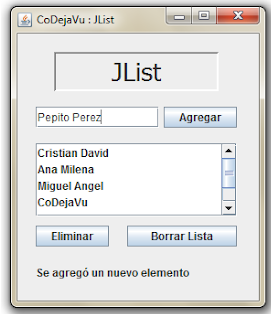 CoDejaVu : JList
JList
Pepito Perez
Agregar
Cristian David
Ana Milena
Miguel Angel
CoDejaVu
Eliminar
Borrar Lista
Se agregó un nuevo elemento